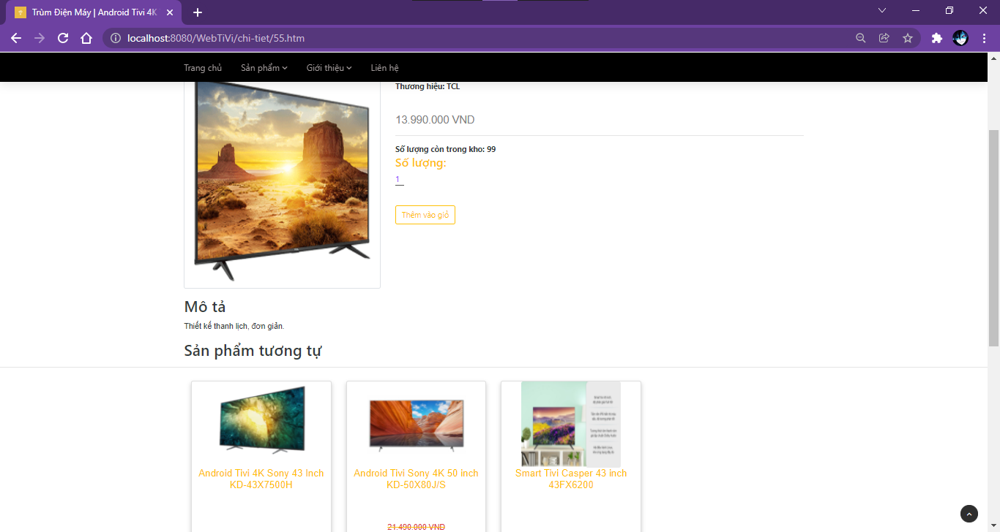 Trùm Điện Máy | Android Tivi 4K
localhost:8080/WebTiVi/chi-tiet/55.htm
Trang chủ Sản phẩm Giới thiệu Liên hệ
Thương hiệu: TCL
13.990.000 VND
Số lượng còn trong kho: 99
Số lượng:
1
Thêm vào giỏ
Mô tả
Thiết kế thanh lịch, đơn giản.
Sản phẩm tương tự
Android Tivi 4K Sony 43 Inch
KD-43X7500H
Android Tivi Sony 4K 50 inch
KD-50X80J/S
21.490.000 VND
Smart Tivi Casper 43 inch
43FX6200